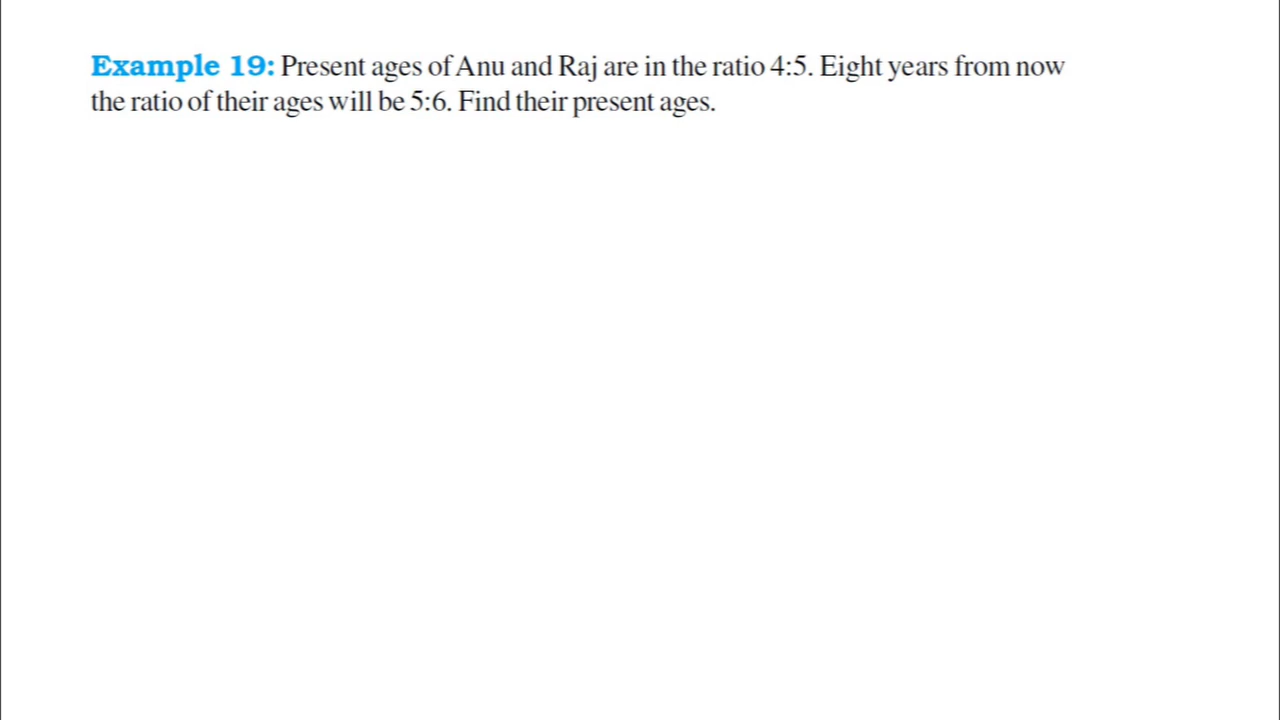 Example 19: Present ages of Anu and Raj are in the ratio 4:5. Eight years from now
the ratio of their ages will be 5:6. Find their present ages.